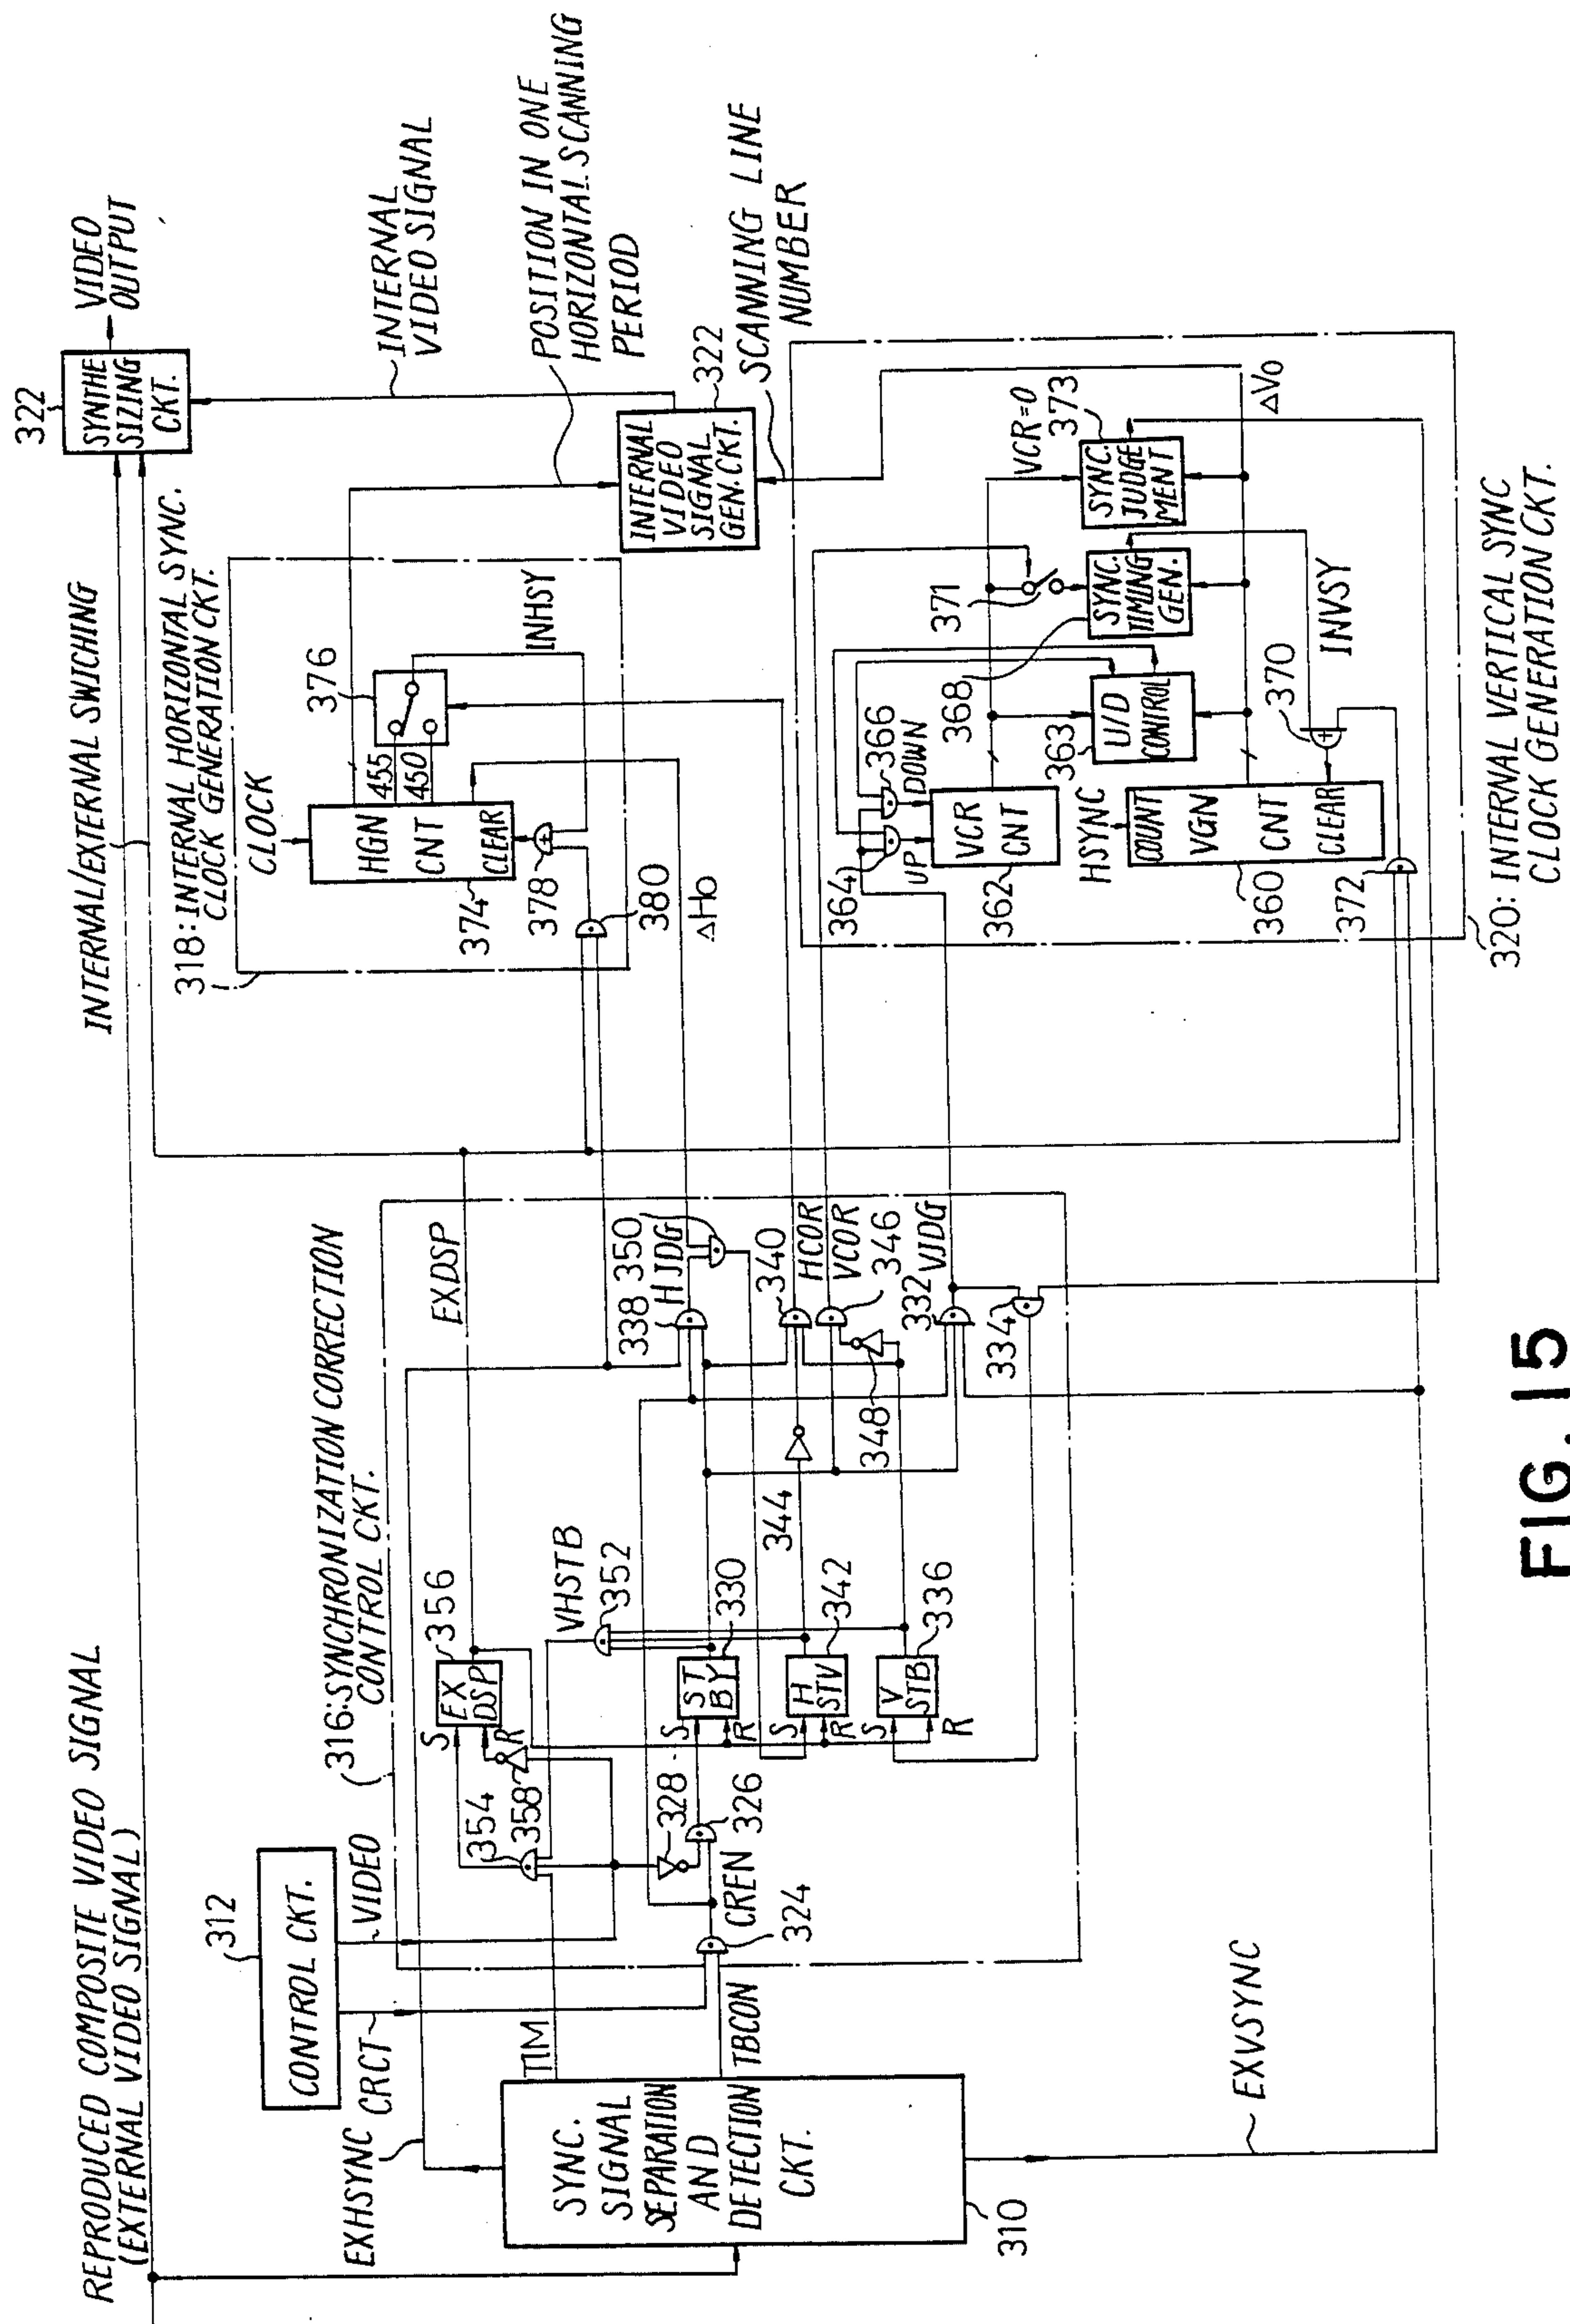 REPRODUCED COMPOSITE VIDEO SIGNAL
(EXTERNAL VIDEO SIGNAL)
INTERNAL/EXTERNAL SWICHING
322
SYNTHE
SIZING
CKT.
VIDEO
OUTPUT
312
CONTROL CKT.
VIDEO
CRCT
EXHSYNC
TIM
TBCON
SYNC.
SIGNAL
SEPARATION
AND
DETECTION
CKT.
310
EXVSYNC
316:SYNCHRONIZATION CORRECTION
CONTROL CKT.
354
358
S
R
EX
DSP
356
EXDSP
VHSTB
352
328
326
CREN
324
S
R
ST
BY
330
S
R
H
STV
342
S
R
V
STB
336
344
348
338
HJDG
350
340
HCOR
VCOR
346
332
VJDG
334
318:INTERNAL HORIZONTAL SYNC.
CLOCK GENERATION CKT.
CLOCK
HGN
CNT
CLEAR
374
455
450
376
INHSY
378
380
ΔHo
INTERNAL
VIDEO SIGNAL
POSITION IN ONE
HORIZONTAL SCANNING
PERIOD
INTERNAL
VIDEO
SIGNAL
GEN.CKT.
322
SCANNING LINE
NUMBER
364
366
UP
DOWN
VCR
CNT
362
363
U/D
CONTROL
368
371
SYNC.
TIMING
GEN.
VCR=0
SYNC.
JUDGE
MENT
373
ΔVo
HSYNC
COUNT
VGN
CNT
CLEAR
360
370
INVSY
372
320: INTERNAL VERTICAL SYNC
CLOCK GENERATION CKT.
FIG. 15